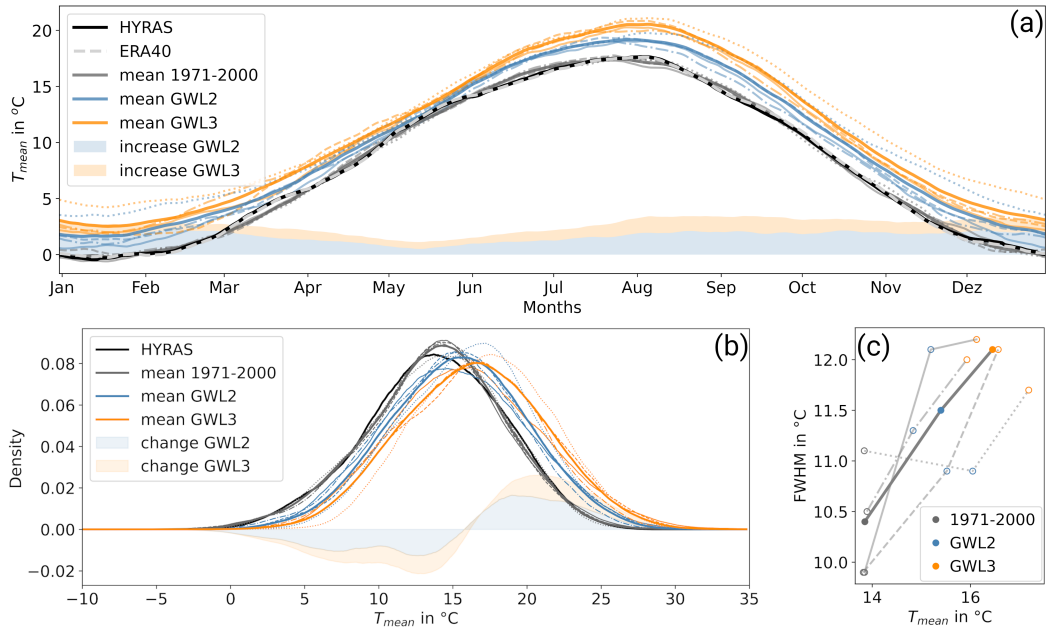 (a)
HYRAS
ERA40
mean 1971-2000
mean GWL2
mean GWL3
increase GWL2
increase GWL3
20
15
10
5
0
T_mean in °C
Jan Feb Mar Apr May Jun Jul Aug Sep Oct Nov Dez
Months
(b)
HYRAS
mean 1971-2000
mean GWL2
mean GWL3
change GWL2
change GWL3
0.08
0.06
0.04
0.02
0.00
−0.02
Density
−10 −5 0 5 10 15 20 25 30 35
T_mean in °C
(c)
12.0
11.5
11.0
10.5
10.0
FWHM in °C
1971-2000
GWL2
GWL3
14 16
T_mean in °C